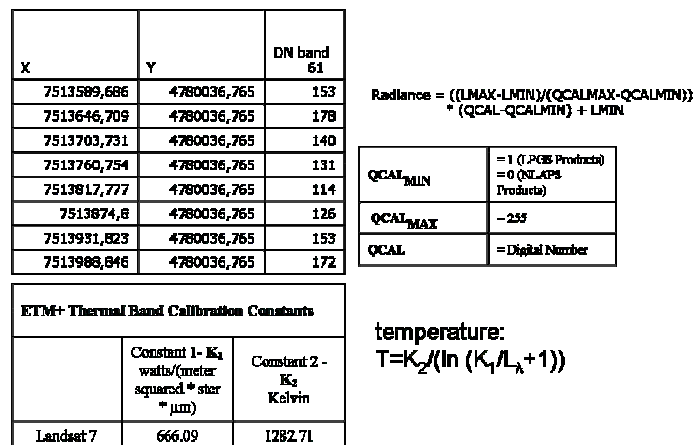 X Y DN band 61
7513589,686 4780036,765 153
7513646,709 4780036,765 178
7513703,731 4780036,765 140
7513760,754 4780036,765 131
7513817,777 4780036,765 114
7513874,8 4780036,765 126
7513931,823 4780036,765 153
7513988,846 4780036,765 172
Radiance = ((LMAX-LMIN)/(QCALMAX-QCALMIN))
* (QCAL-QCALMIN) + LMIN
QCALMIN = 1 (LPGS Products)
= 0 (NLAPS
Products)
QCALMAX = 255
QCAL = Digital Number
ETM+ Thermal Band Calibration Constants
Constant 1- K1
watts/(meter
squared * ster
* μm)
Constant 2 -
K2
Kelvin
Landsat 7 666.09 1282.71
temperature:
T=K2/(ln (K1/Lλ+1))